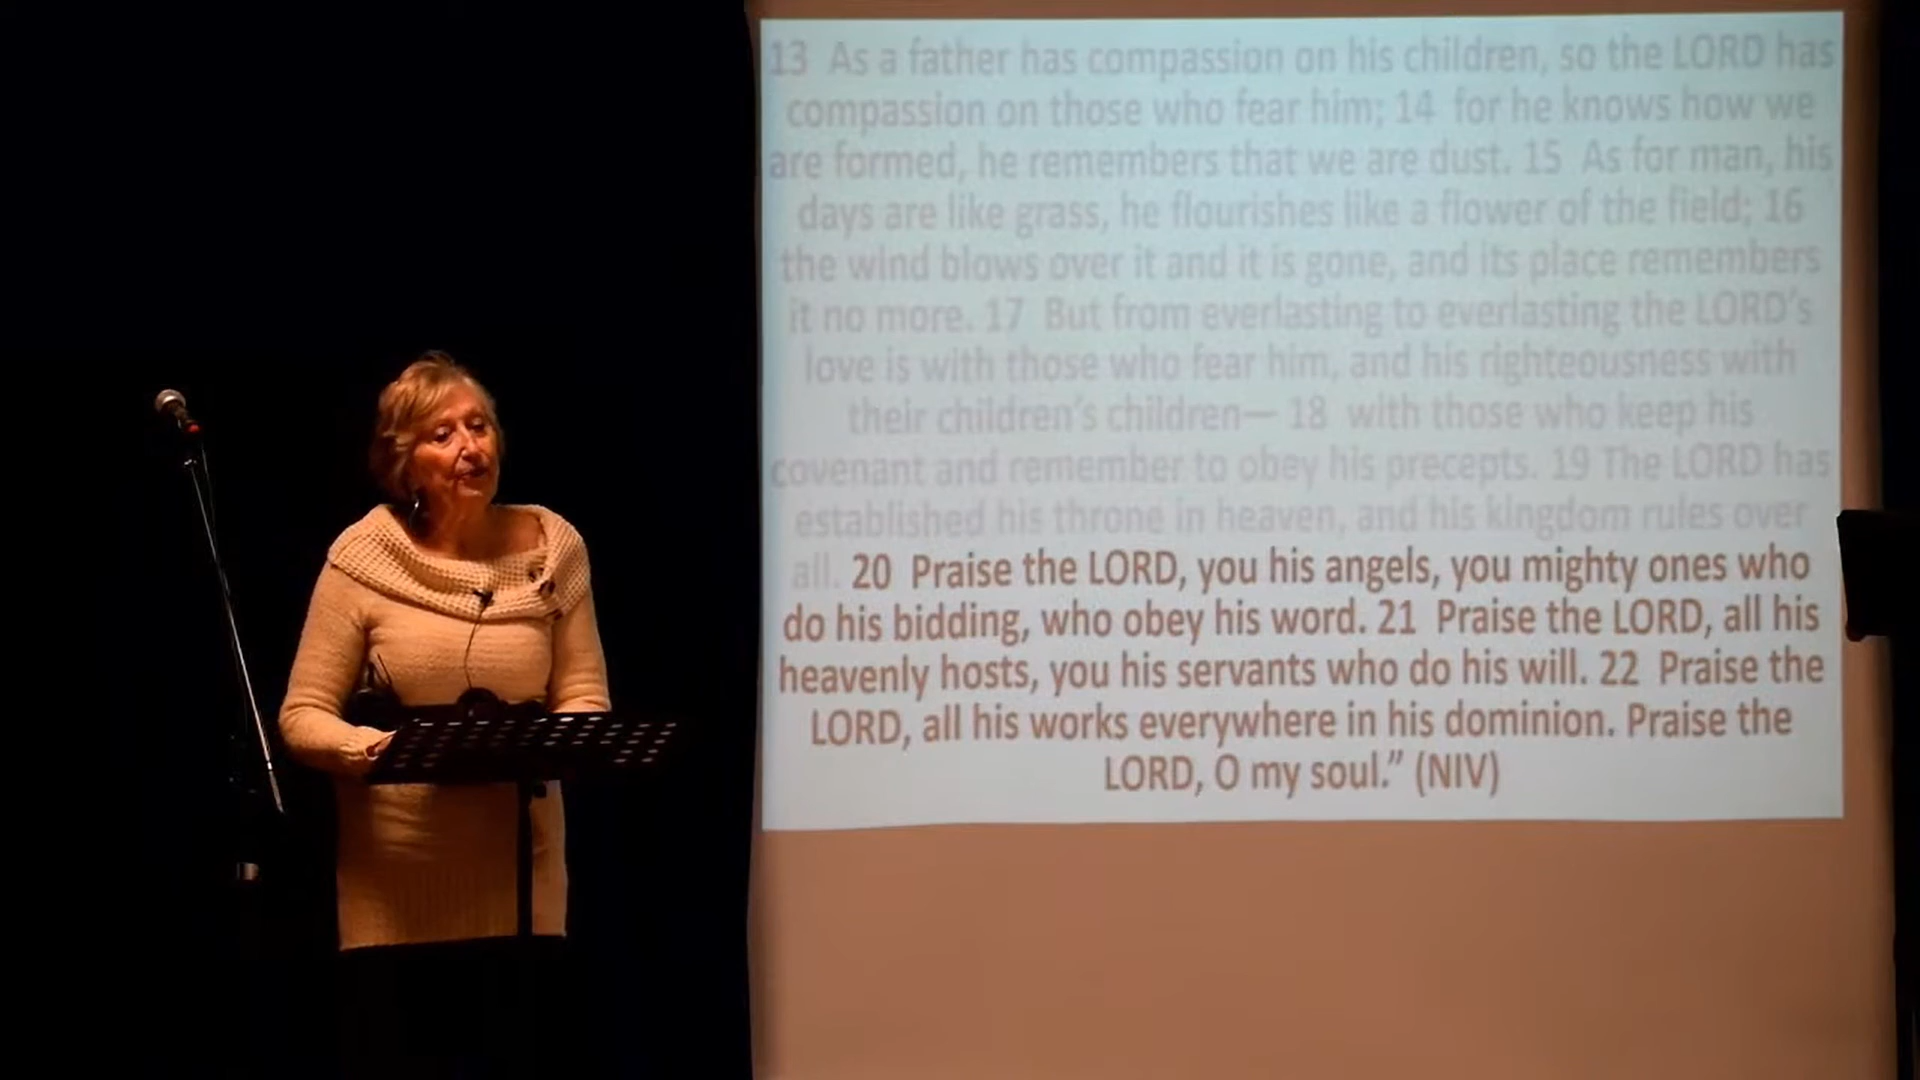 13 As a father has compassion on his children, so the LORD has
compassion on those who fear him; 14 for he knows how we
are formed, he remembers that we are dust. 15 As for man, his
days are like grass, he flourishes like a flower of the field; 16
the wind blows over it and it is gone, and its place remembers
it no more. 17 But from everlasting to everlasting the LORD’s
love is with those who fear him, and his righteousness with
their children’s children— 18 with those who keep his
covenant and remember to obey his precepts. 19 The LORD has
established his throne in heaven, and his kingdom rules over
all. 20 Praise the LORD, you his angels, you mighty ones who
do his bidding, who obey his word. 21 Praise the LORD, all his
heavenly hosts, you his servants who do his will. 22 Praise the
LORD, all his works everywhere in his dominion. Praise the
LORD, O my soul.” (NIV)